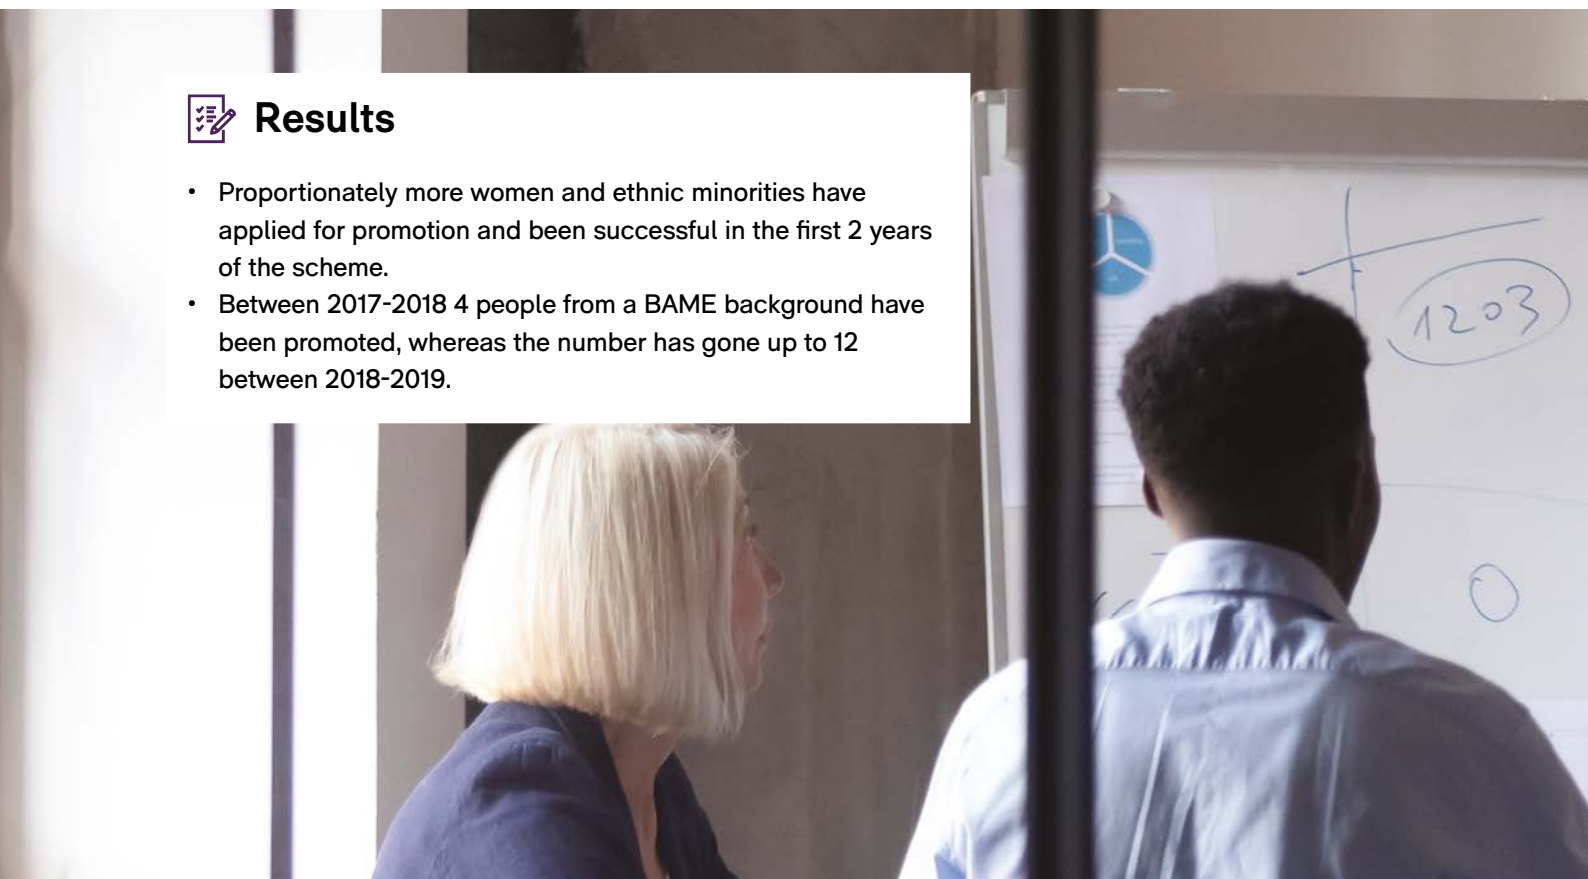 Results
• Proportionately more women and ethnic minorities have
applied for promotion and been successful in the first 2 years
of the scheme.
• Between 2017-2018 4 people from a BAME background have
been promoted, whereas the number has gone up to 12
between 2018-2019.
1203